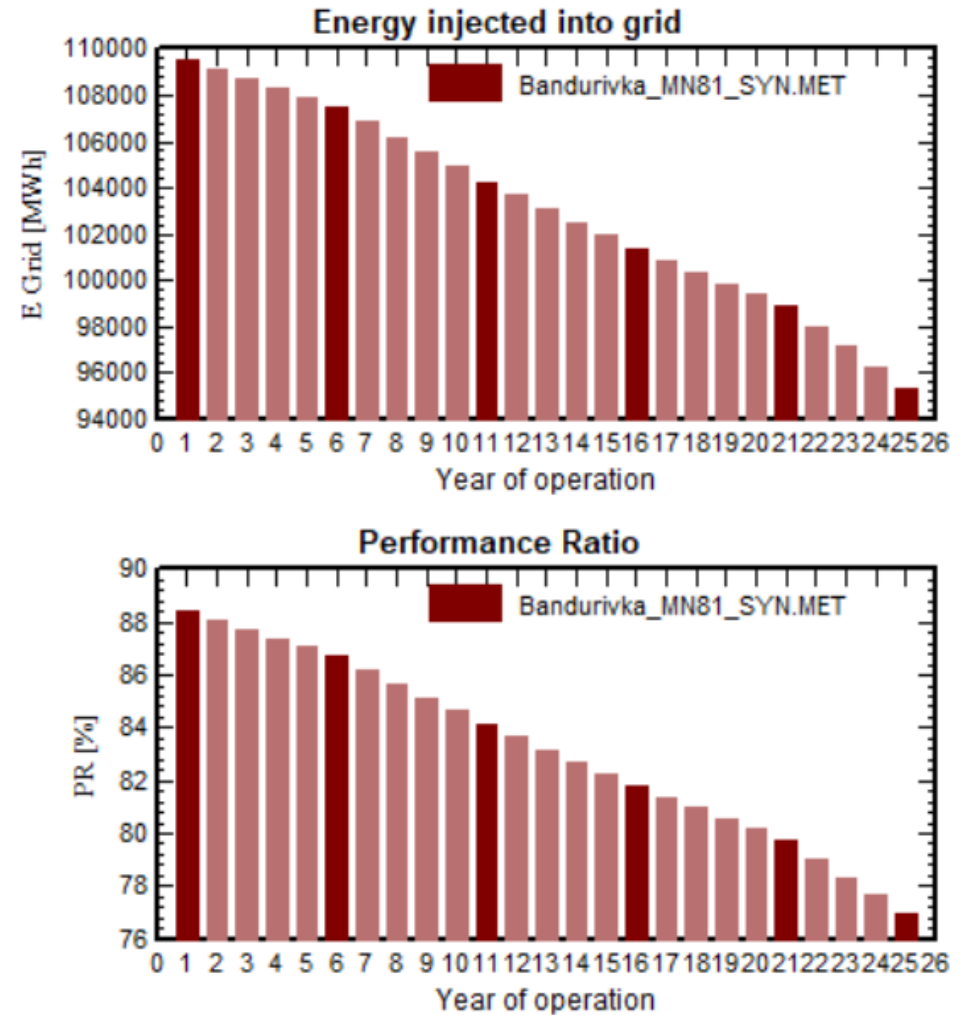 Energy injected into grid
Bandurivka_MN81_SYN.MET
E Grid [MWh]
110000
108000
106000
104000
102000
100000
98000
96000
94000
0 1 2 3 4 5 6 7 8 9 10 11 12 13 14 15 16 17 18 19 20 21 22 23 24 25 26
Year of operation
Performance Ratio
Bandurivka_MN81_SYN.MET
PR [%]
90
88
86
84
82
80
78
76
0 1 2 3 4 5 6 7 8 9 10 11 12 13 14 15 16 17 18 19 20 21 22 23 24 25 26
Year of operation